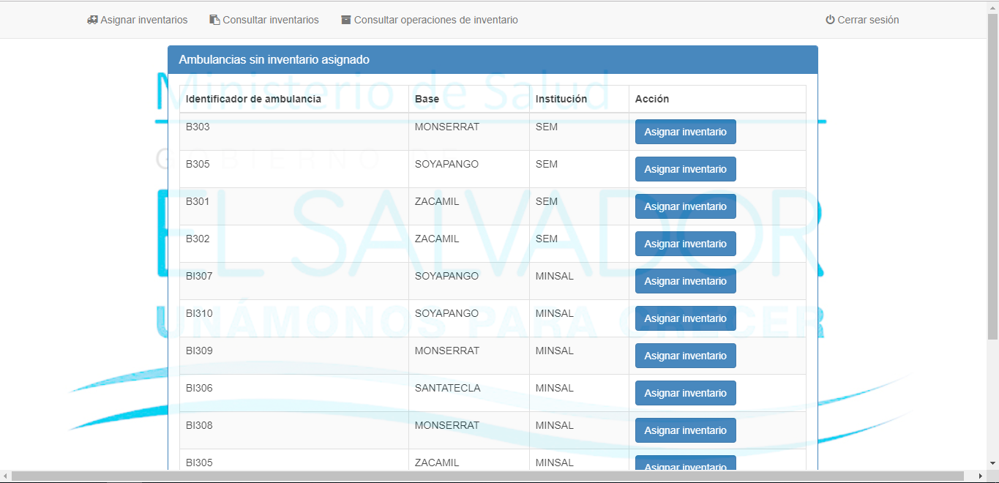 Asignar inventarios Consultar inventarios Consultar operaciones de inventario Cerrar sesión
Ambulancias sin inventario asignado
Ministerio de Salud
Identificador de ambulancia Base Institución Acción
B303 MONSERRAT SEM Asignar inventario
GOBIERNO DE
B305 SOYAPANGO SEM Asignar inventario
B301 ZACAMIL SEM Asignar inventario
EL SALVADOR
B302 ZACAMIL SEM Asignar inventario
BI307 SOYAPANGO MINSAL Asignar inventario
BI310 SOYAPANGO MINSAL Asignar inventario
UNÁMONOS PARA CRECER
BI309 MONSERRAT MINSAL Asignar inventario
BI306 SANTATECLA MINSAL Asignar inventario
BI308 MONSERRAT MINSAL Asignar inventario
BI305 ZACAMIL MINSAL Asignar inventario